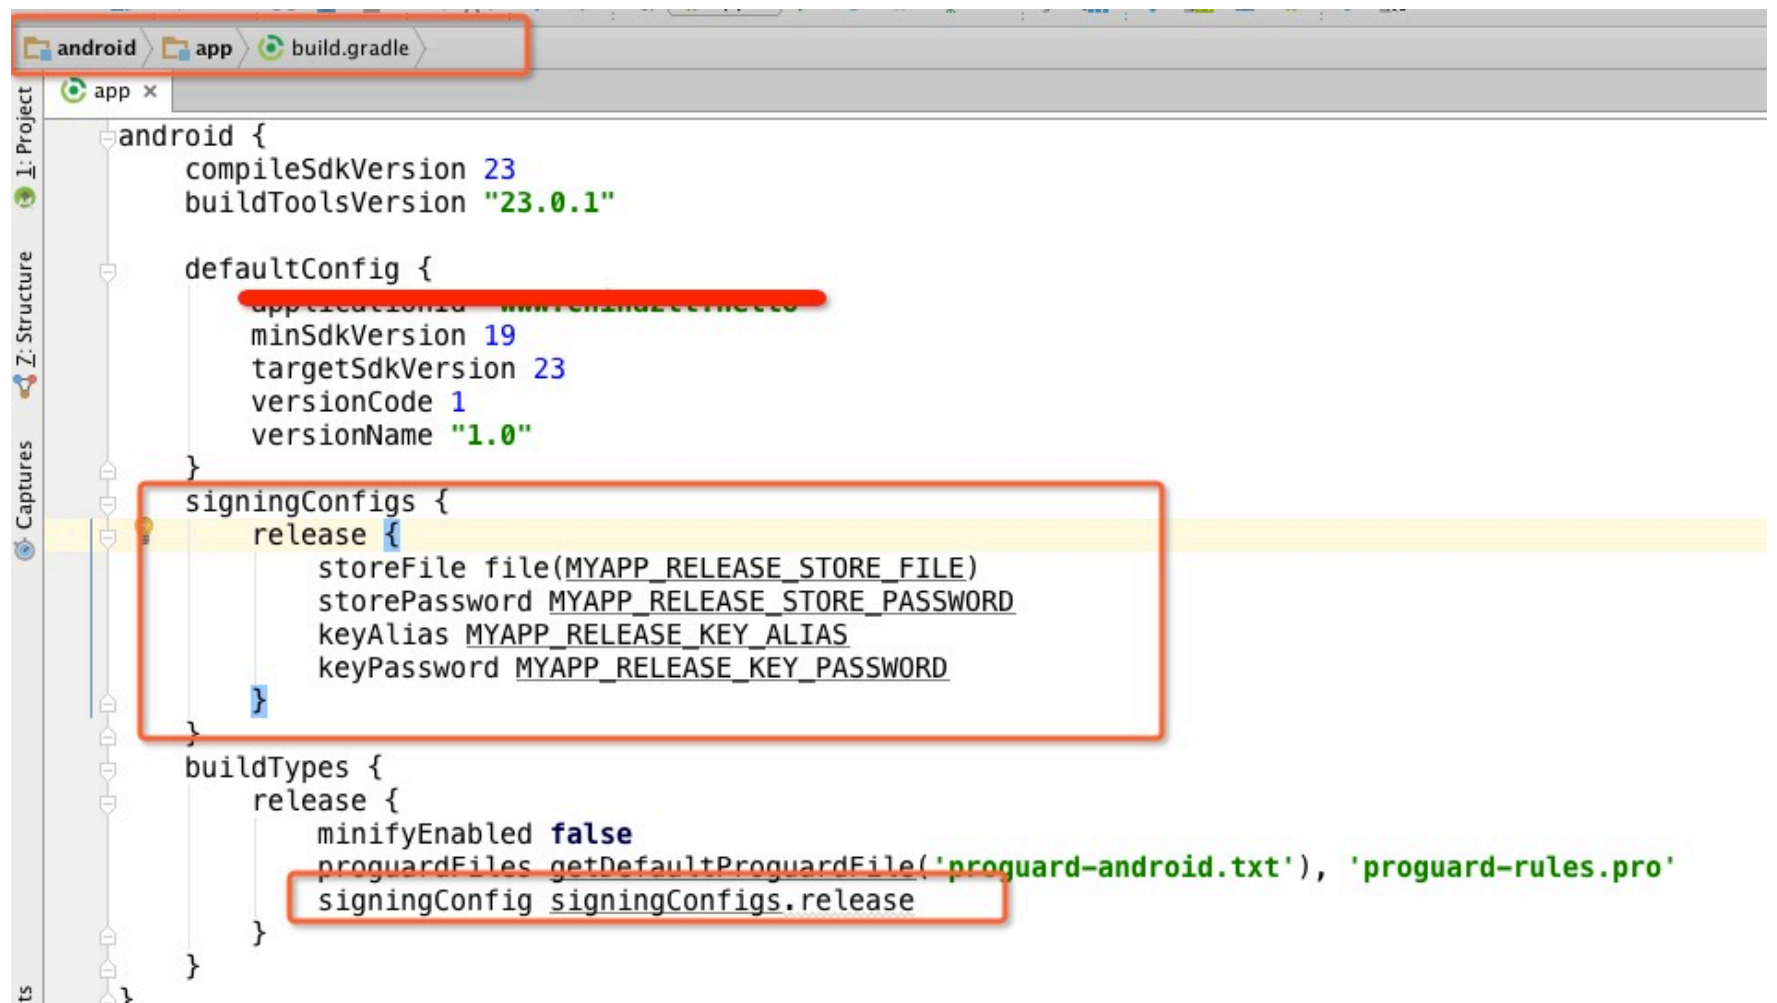 android app build.gradle
app
1: Project
Z: Structure
Captures
android {
compileSdkVersion 23
buildToolsVersion "23.0.1"
defaultConfig {
applicationId
minSdkVersion 19
targetSdkVersion 23
versionCode 1
versionName "1.0"
}
signingConfigs {
release {
storeFile file(MYAPP_RELEASE_STORE_FILE)
storePassword MYAPP_RELEASE_STORE_PASSWORD
keyAlias MYAPP_RELEASE_KEY_ALIAS
keyPassword MYAPP_RELEASE_KEY_PASSWORD
}
}
buildTypes {
release {
minifyEnabled false
proguardFiles getDefaultProguardFile('proguard-android.txt'), 'proguard-rules.pro'
signingConfig signingConfigs.release
}
}
}